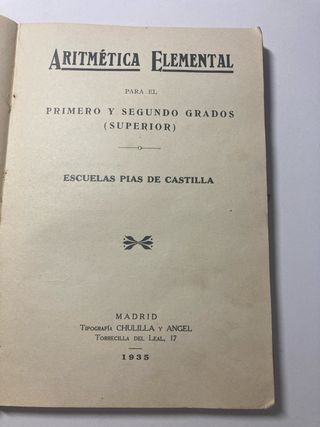 ARITMÉTICA ELEMENTAL
PARA EL
PRIMERO Y SEGUNDO GRADOS
(SUPERIOR)
ESCUELAS PIAS DE CASTILLA
MADRID
TIPOGRAFÍA CHULILLA Y ANGEL
TORRECILLA DEL LEAL, 17
1935